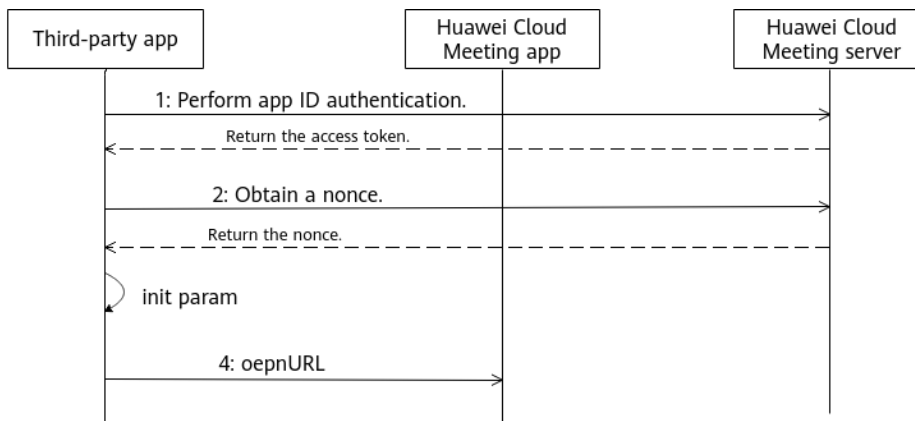 Third-party app
Huawei Cloud
Meeting app
Huawei Cloud
Meeting server
1: Perform app ID authentication.
Return the access token.
2: Obtain a nonce.
Return the nonce.
init param
4: oepnURL